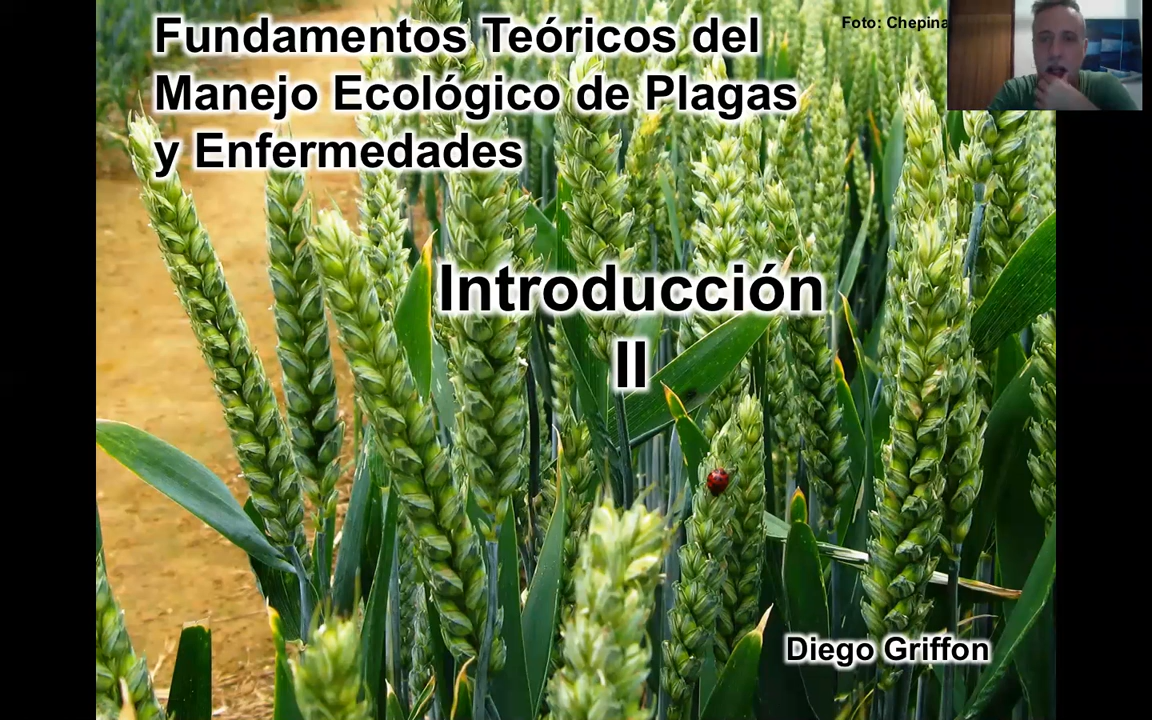 Fundamentos Teóricos del
Foto: Chepina
Manejo Ecológico de Plagas
y Enfermedades
Introducción
II
Diego Griffon